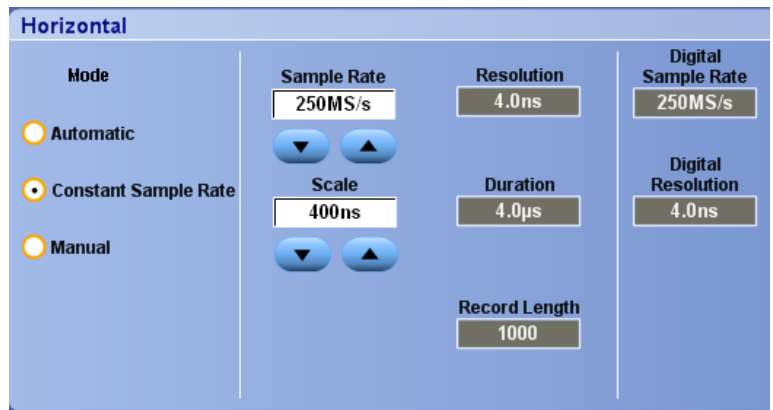 Horizontal
Mode
Automatic
Constant Sample Rate
Manual
Sample Rate
250MS/s
Scale
400ns
Resolution
4.0ns
Duration
4.0µs
Record Length
1000
Digital
Sample Rate
250MS/s
Digital
Resolution
4.0ns